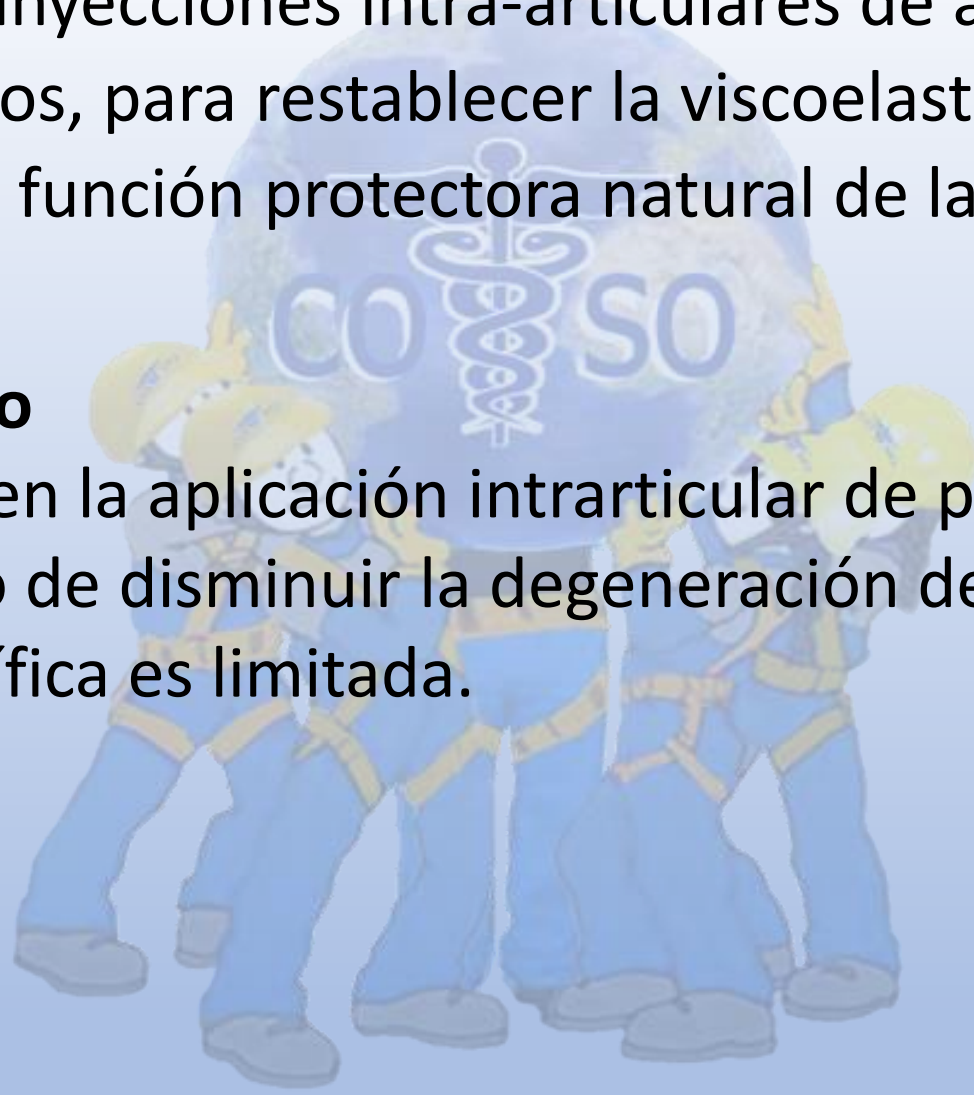 inyecciones intra-articulares de a
os, para restablecer la viscoelast
función protectora natural de la
CO SO
o
en la aplicación intrarticular de p
o de disminuir la degeneración de
ífica es limitada.